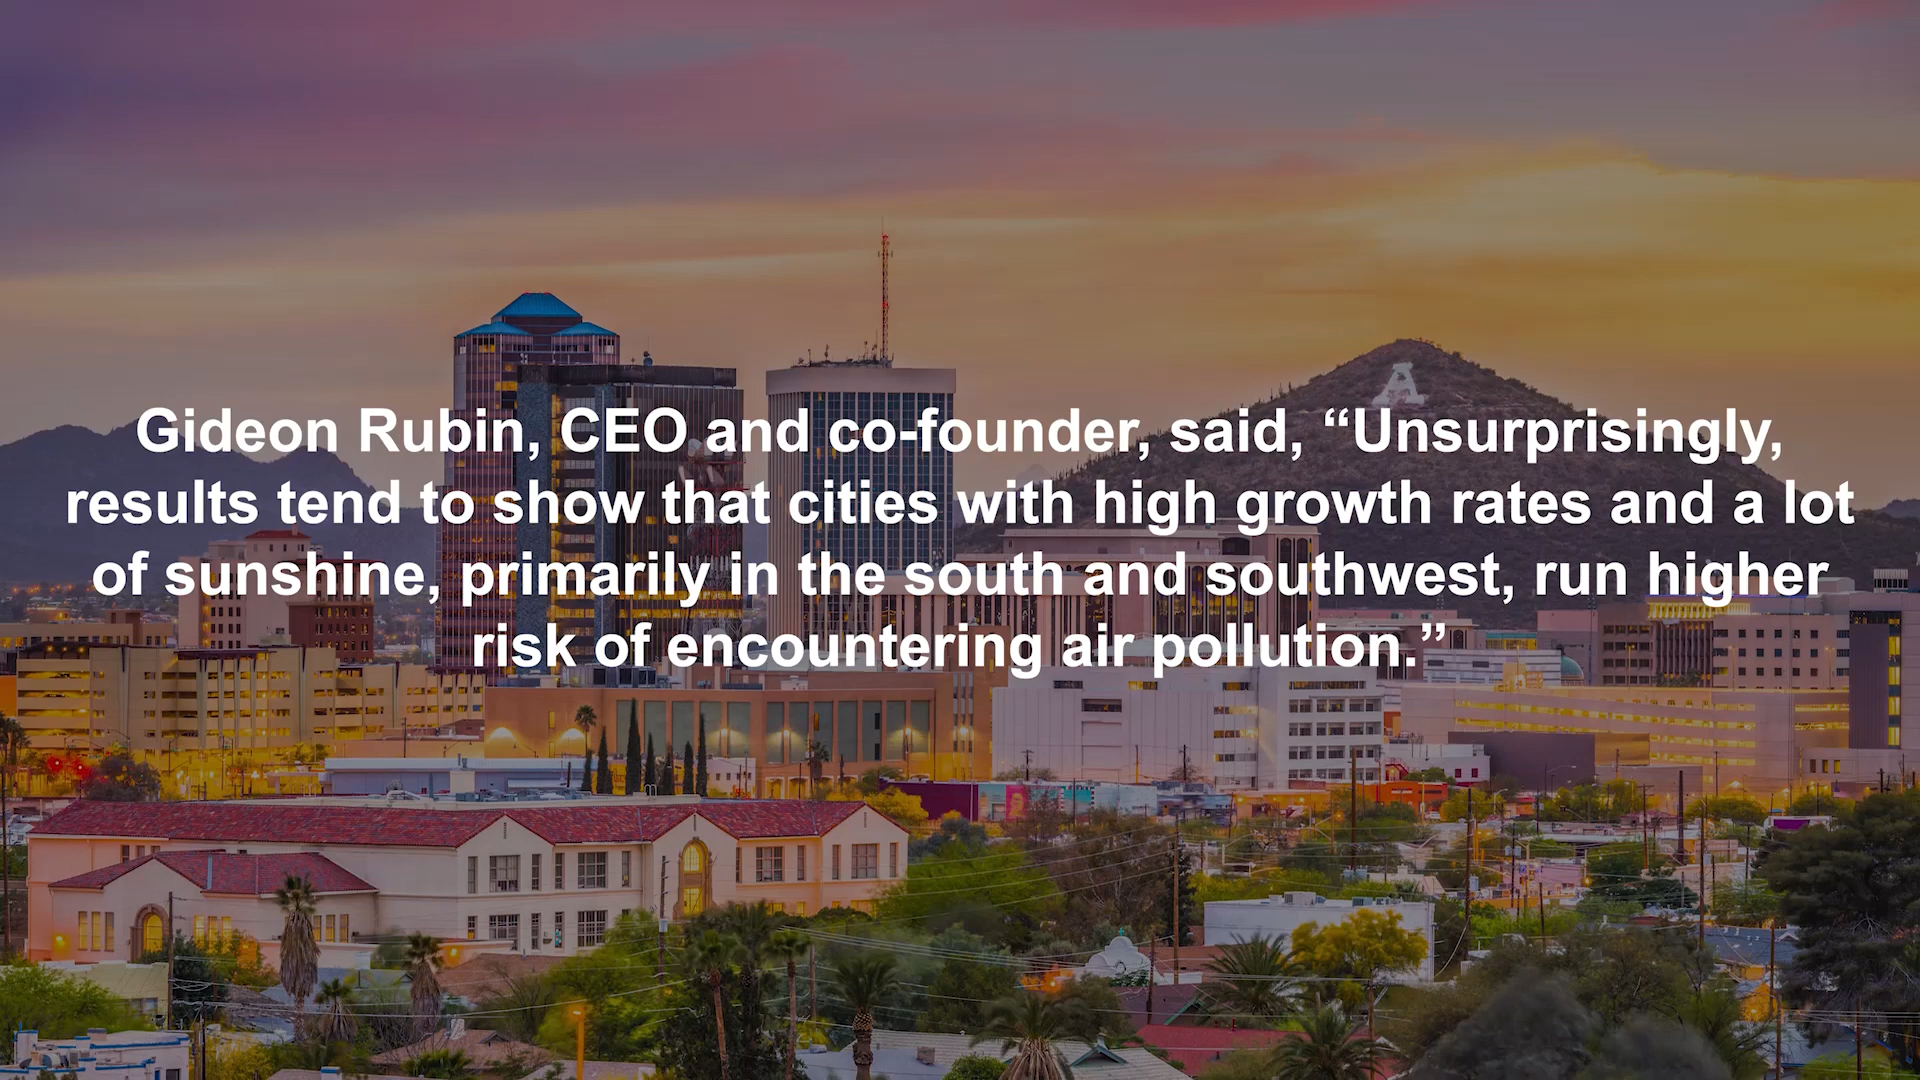 A
Gideon Rubin, CEO and co-founder, said, “Unsurprisingly,
results tend to show that cities with high growth rates and a lot
of sunshine, primarily in the south and southwest, run higher
risk of encountering air pollution.”